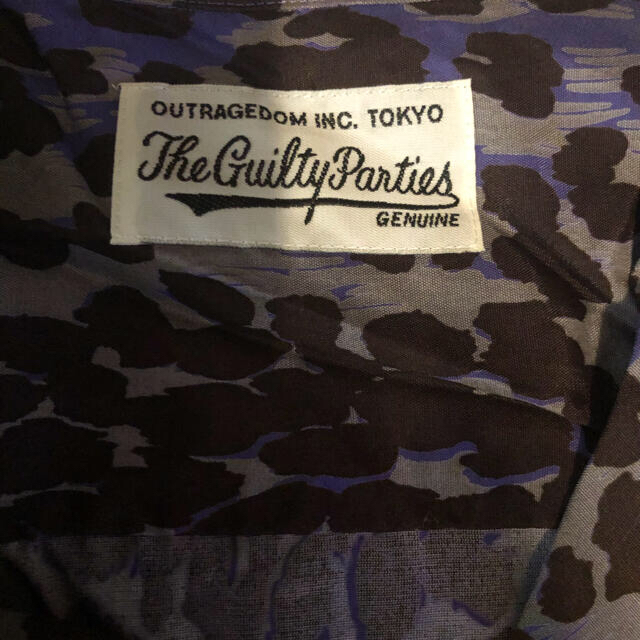 OUTRAGEDOM INC. TOKYO
The Guilty Parties
GENUINE